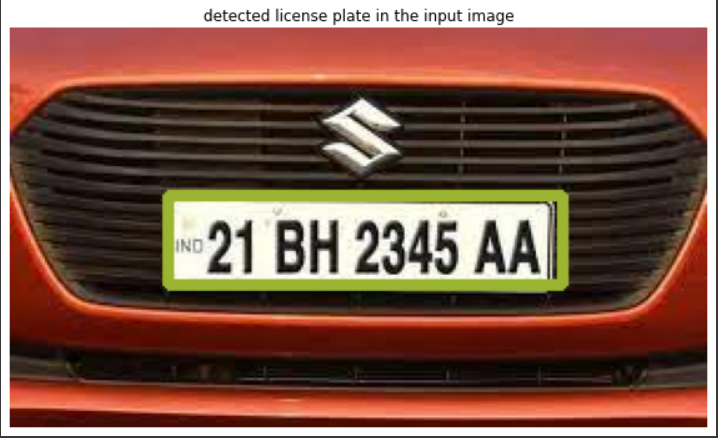 detected license plate in the input image
IND 21 BH 2345 AA